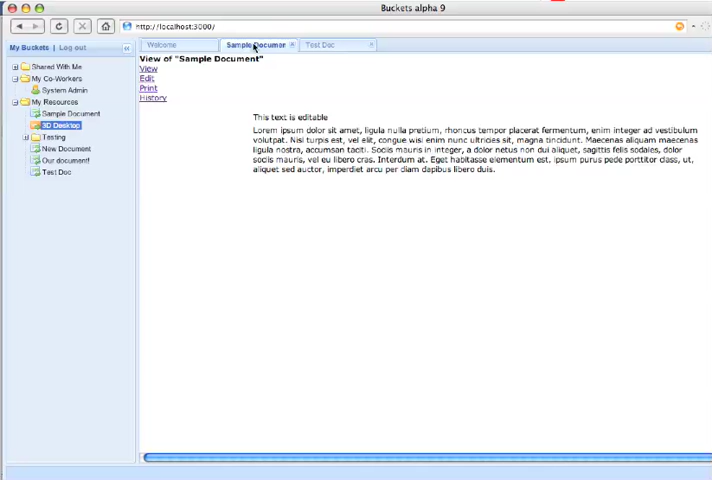 Buckets alpha 9
http://localhost:3000/
My Buckets | Log out
Welcome
Sample Documen
Test Doc
Shared With Me
My Co-Workers
System Admin
My Resources
Sample Document
3D Desktop
Testing
New Document
Our document!
Test Doc
View of "Sample Document"
View
Edit
Print
History
This text is editable
Lorem ipsum dolor sit amet, ligula nulla pretium, rhoncus tempor placerat fermentum, enim integer ad vestibulum
volutpat. Nisl turpis est, vel elit, congue wisi enim nunc ultricies sit, magna tincidunt. Maecenas aliquam maecenas
ligula nostra, accumsan taciti. Sociis mauris in integer, a dolor netus non dui aliquet, sagittis felis sodales, dolor
sociis mauris, vel eu libero cras. Interdum at. Eget habitasse elementum est, ipsum purus pede porttitor class, ut,
aliquet sed auctor, imperdiet arcu per diam dapibus libero duis.